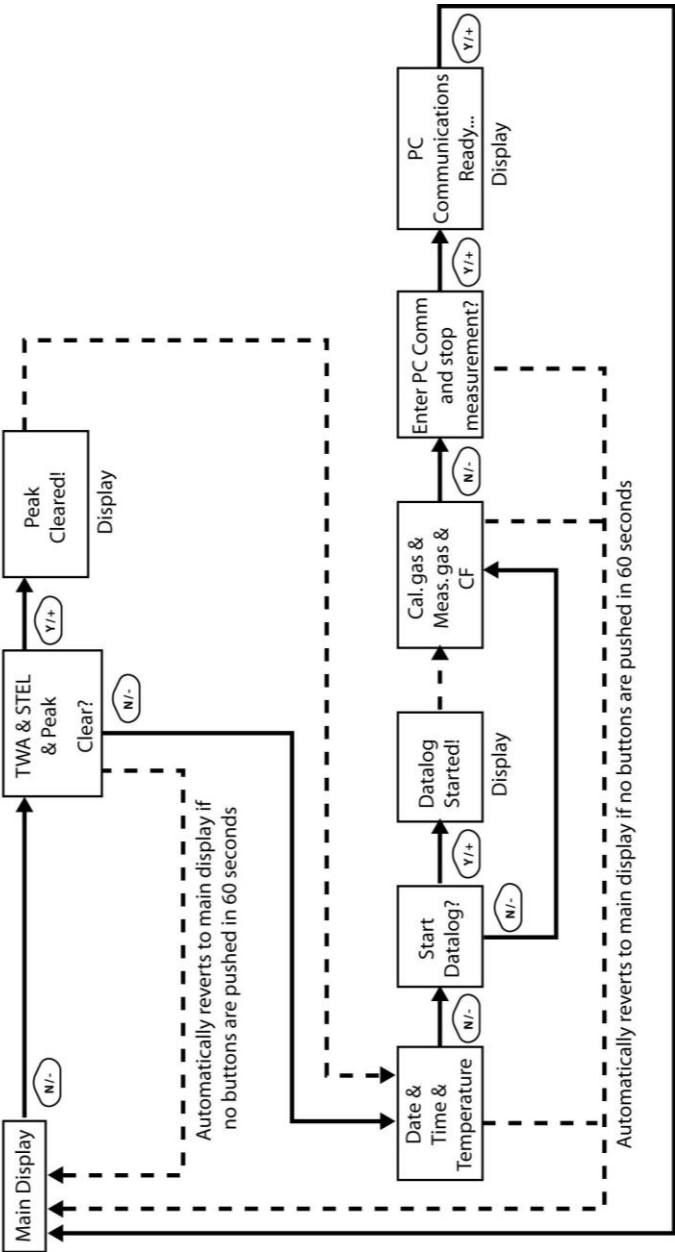 Main Display
N/-
TWA & STEL
& Peak
Clear?
Y/+
Peak
Cleared!
Display
N/-
Automatically reverts to main display if
no buttons are pushed in 60 seconds
Date &
Time &
Temperature
N/-
Start
Datalog?
Y/+
N/-
Datalog
Started!
Display
Cal. gas &
Meas. gas &
CF
N/-
Enter PC Comm
and stop
measurement?
Y/+
PC
Communications
Ready...
Display
Y/+
Automatically reverts to main display if no buttons are pushed in 60 seconds